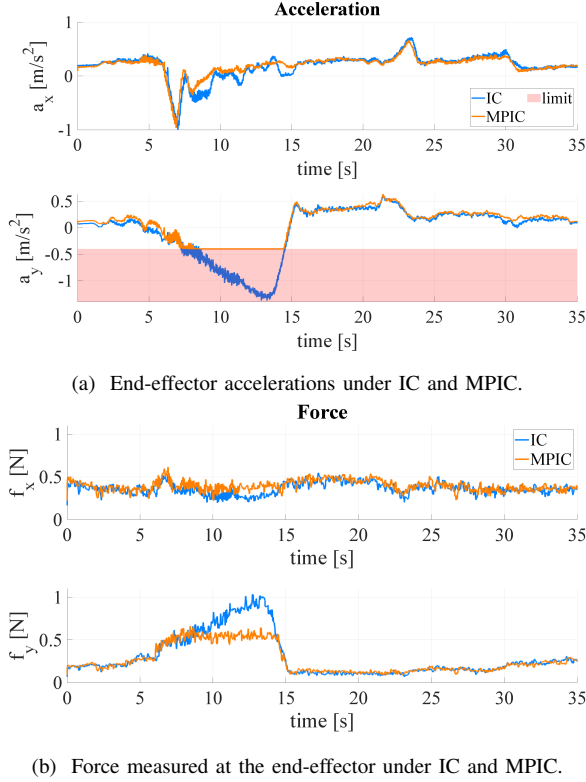 Acceleration
1
0
-1
a_x [m/s²]
0 5 10 15 20 25 30 35
time [s]
IC limit
MPIC
0.5
0
-0.5
-1
a_y [m/s²]
0 5 10 15 20 25 30 35
time [s]
(a) End-effector accelerations under IC and MPIC.
Force
1
0.5
0
f_x [N]
0 5 10 15 20 25 30 35
time [s]
IC
MPIC
1
0.5
0
f_y [N]
0 5 10 15 20 25 30 35
time [s]
(b) Force measured at the end-effector under IC and MPIC.